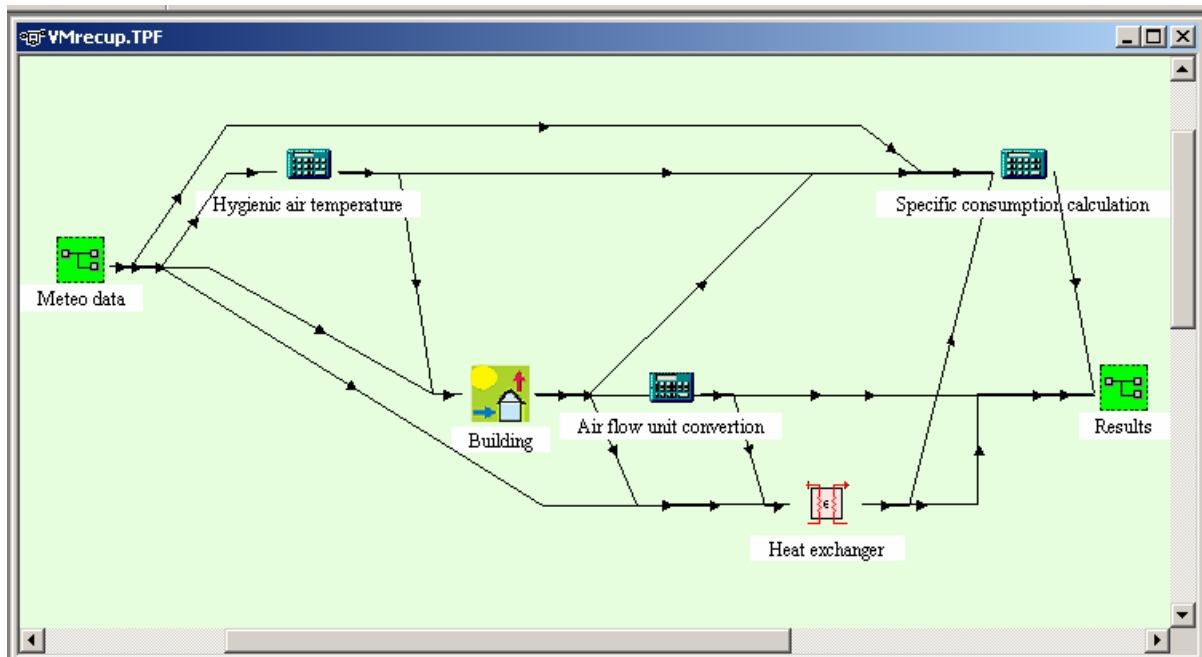 VMrecup.TPF
Hygienic air temperature
Specific consumption calculation
Meteo data
Building
Air flow unit convertion
Results
Heat exchanger
ε